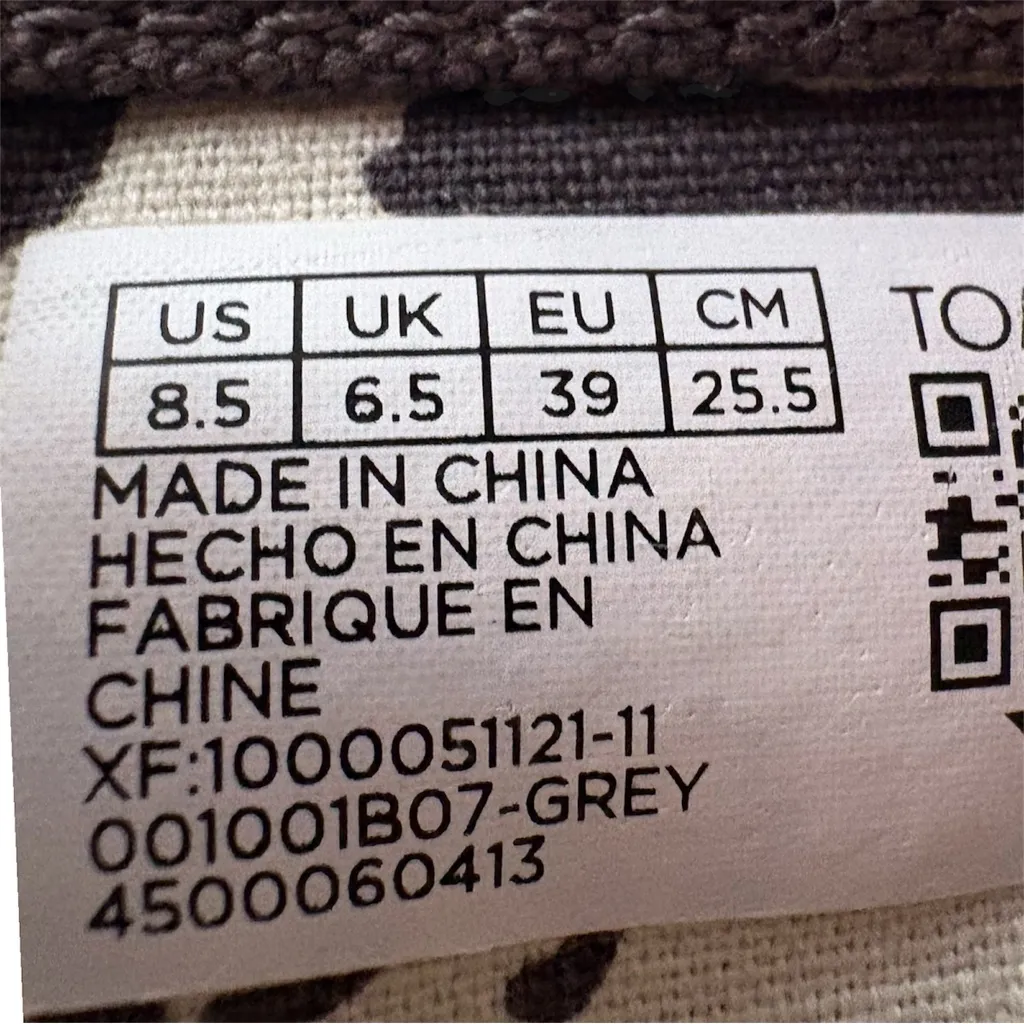 US UK EU CM
8.5 6.5 39 25.5
MADE IN CHINA
HECHO EN CHINA
FABRIQUE EN
CHINE
XF:1000051121-11
001001B07-GREY
4500060413
TO